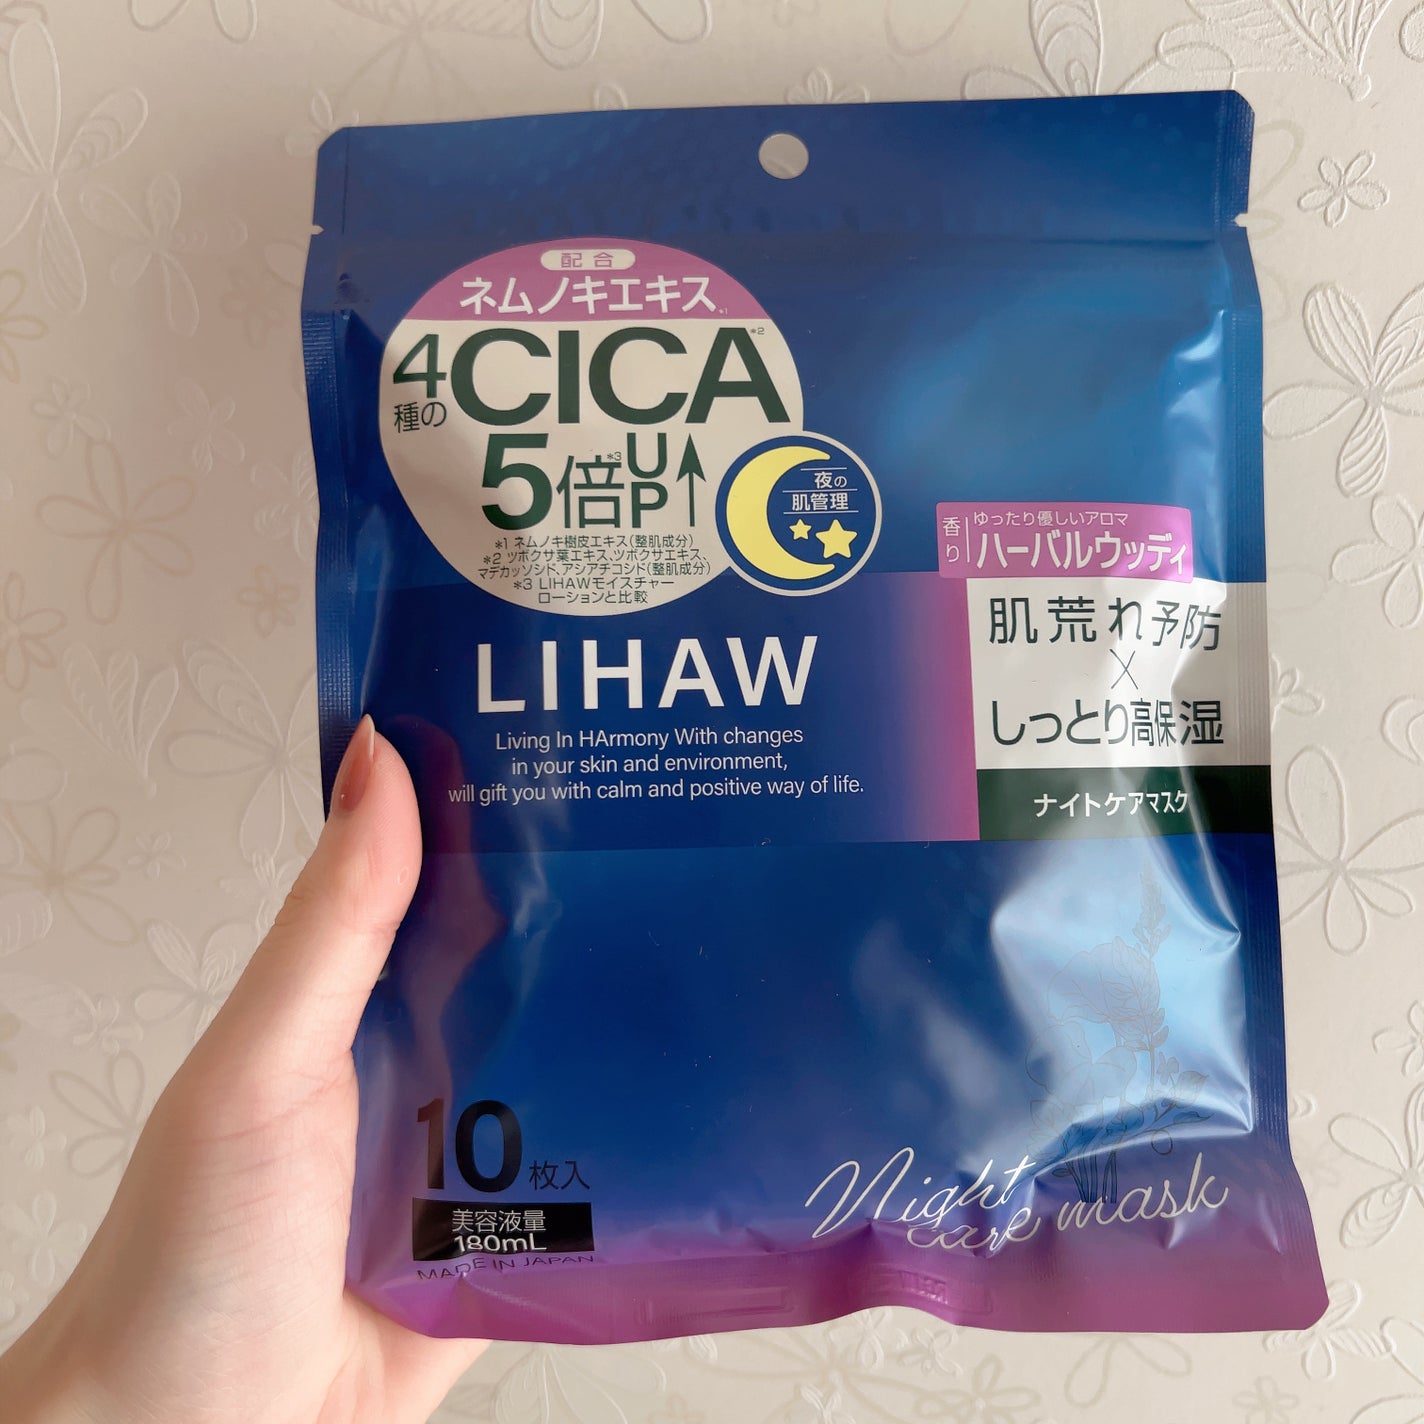 配合
ネムノキエキス*1
4種のCICA*2
5倍*3UP↑
*1 ネムノキ樹皮エキス(整肌成分)
*2 ツボクサ葉エキス、ツボクサエキス、
マデカッソシド、アシアチコシド(整肌成分)
*3 LIHAWモイスチャー
ローションと比較
夜の
肌管理
香り
ゆったり優しいアロマ
ハーバルウッディ
肌荒れ予防
×
しっとり高保湿
ナイトケアマスク
LIHAW
Living In HArmony With changes
in your skin and environment,
will gift you with calm and positive way of life.
10枚入
美容液量
180mL
MADE IN JAPAN
Night
care mask